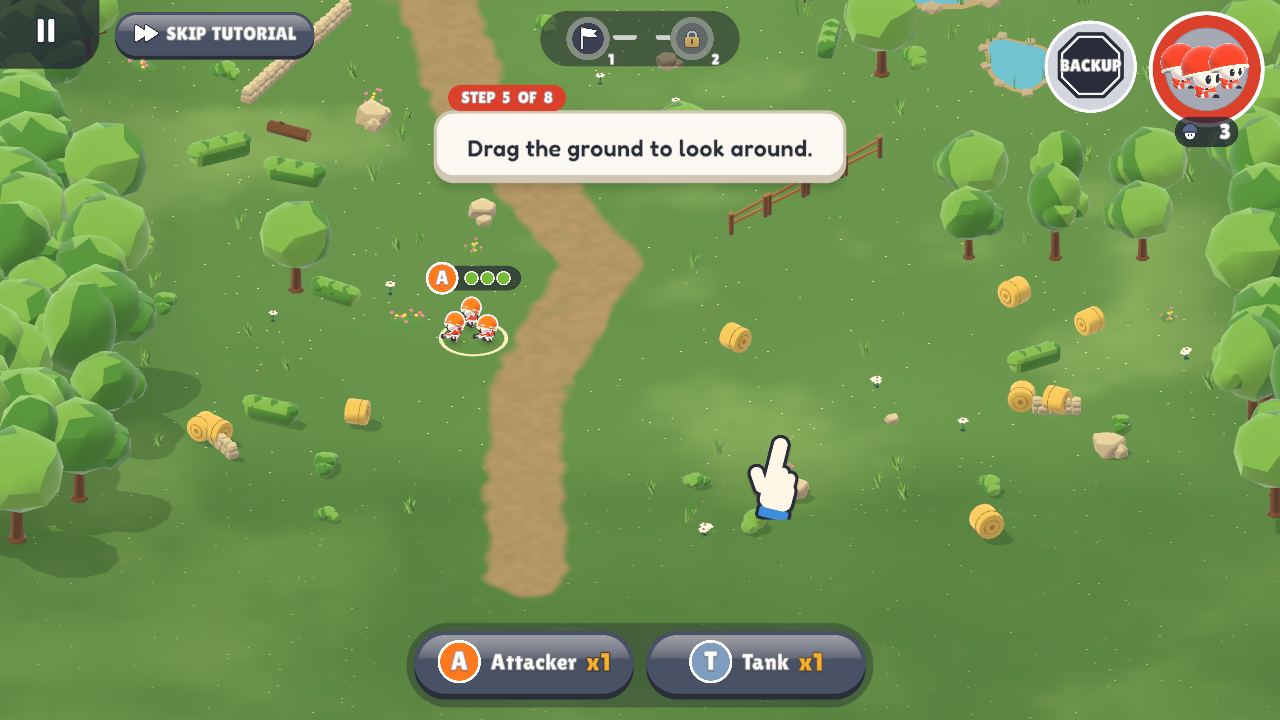 SKIP TUTORIAL
1
2
BACKUP
3
STEP 5 OF 8
Drag the ground to look around.
A
A Attacker x1
T Tank x1